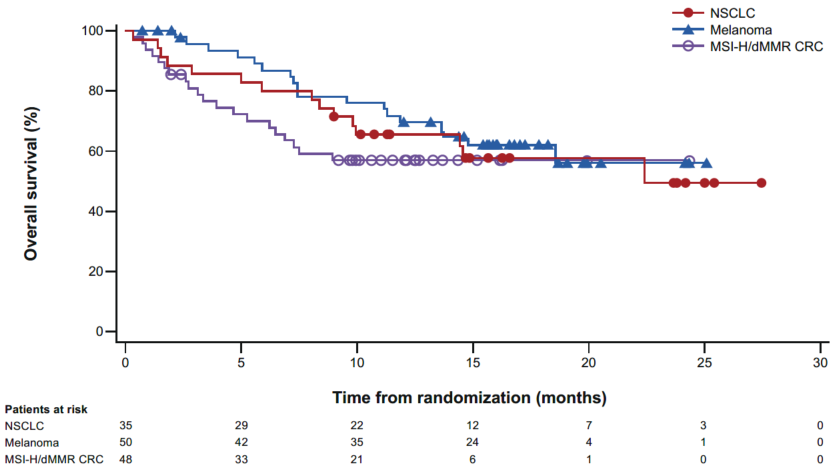 NSCLC
Melanoma
MSI-H/dMMR CRC
Overall survival (%)
100
80
60
40
20
0
0 5 10 15 20 25 30
Time from randomization (months)
Patients at risk
NSCLC 35 29 22 12 7 3 0
Melanoma 50 42 35 24 4 1 0
MSI-H/dMMR CRC 48 33 21 6 1 0 0